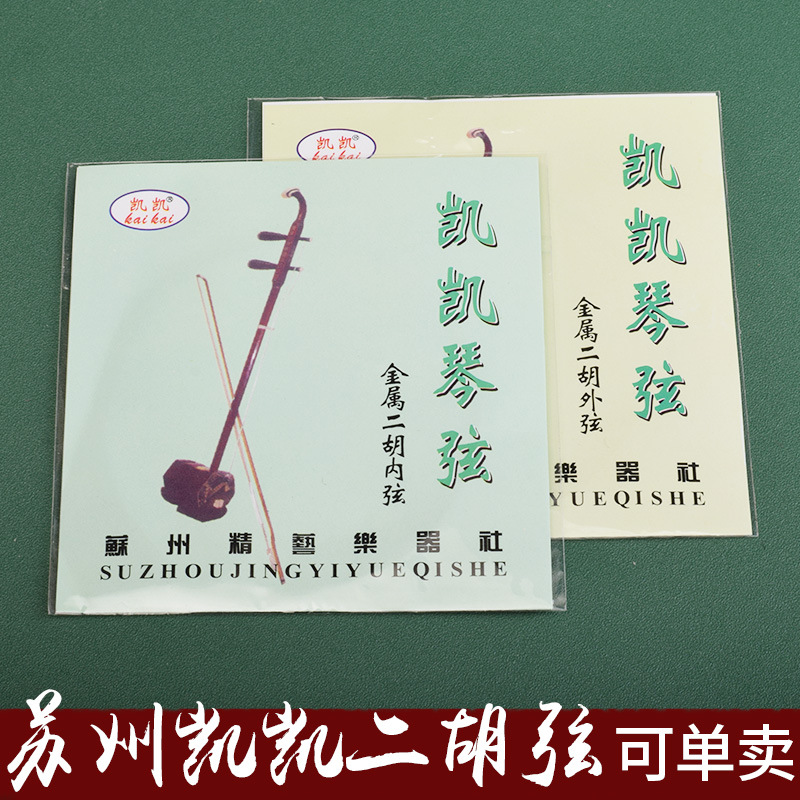 凯凯®
kai kai
凯凯琴弦
金属二胡内弦
蘇州精藝樂器社
SUZHOUJINGYIYUEQISHE
凯凯®
kai kai
凯凯琴弦
金属二胡外弦
樂器社
YUEQISHE
苏州凯凯二胡弦 可单卖